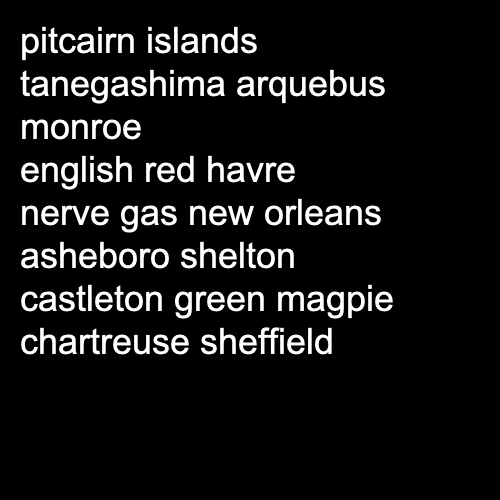 pitcairn islands
tanegashima arquebus
monroe
english red havre
nerve gas new orleans
asheboro shelton
castleton green magpie
chartreuse sheffield